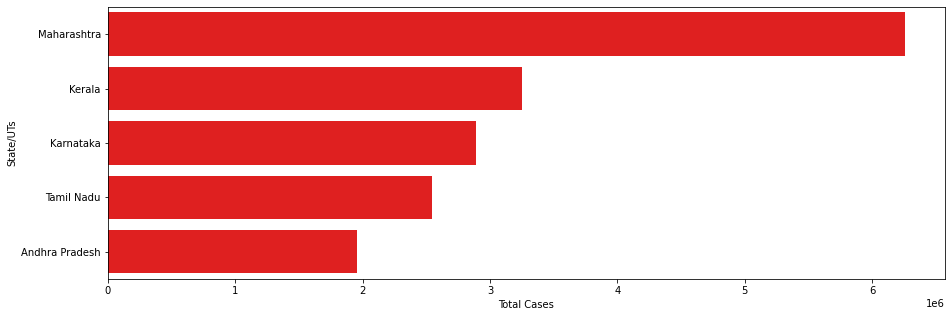 Maharashtra
Kerala
Karnataka
Tamil Nadu
Andhra Pradesh
State/UTs
0 1 2 3 4 5 6
1e6
Total Cases